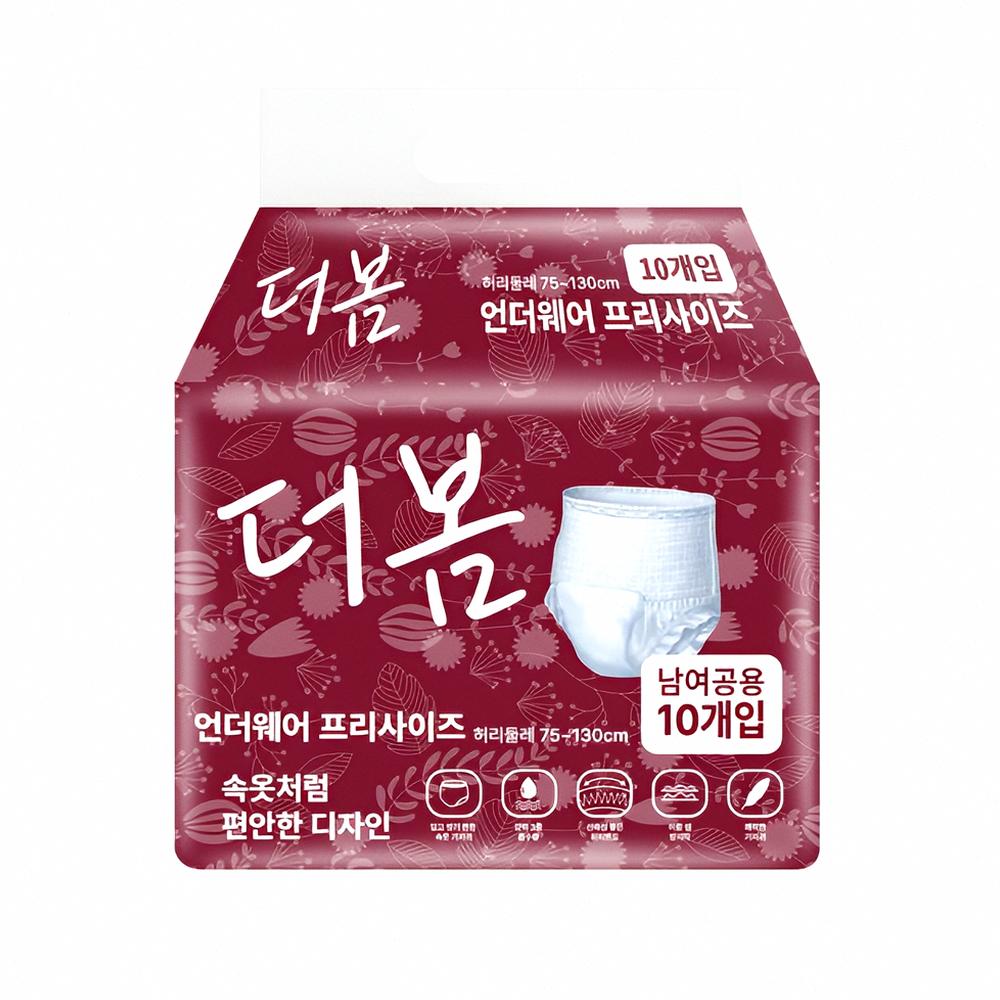 더봄
허리둘레 75~130cm
10개입
언더웨어 프리사이즈
더봄
남여공용
10개입
언더웨어 프리사이즈 허리둘레 75~130cm
속옷처럼
편안한 디자인